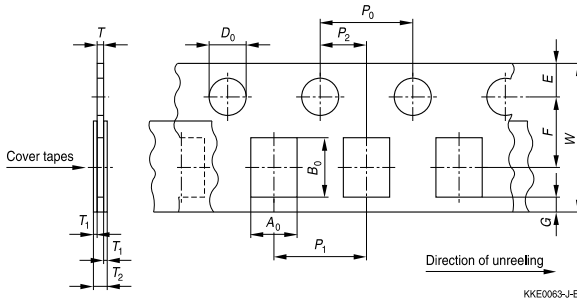 P0
T
D0
P2
E
F
W
Cover tapes
B0
T1
A0
G
T1
P1
T2
Direction of unreeling
KKE0063-J-E